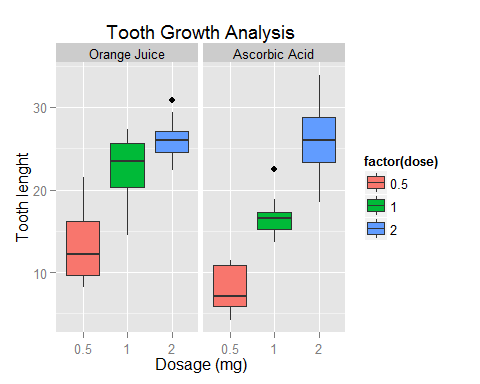 Tooth Growth Analysis
Orange Juice Ascorbic Acid
Tooth lenght
30
20
10
0.5 1 2 0.5 1 2
Dosage (mg)
factor(dose)
0.5
1
2